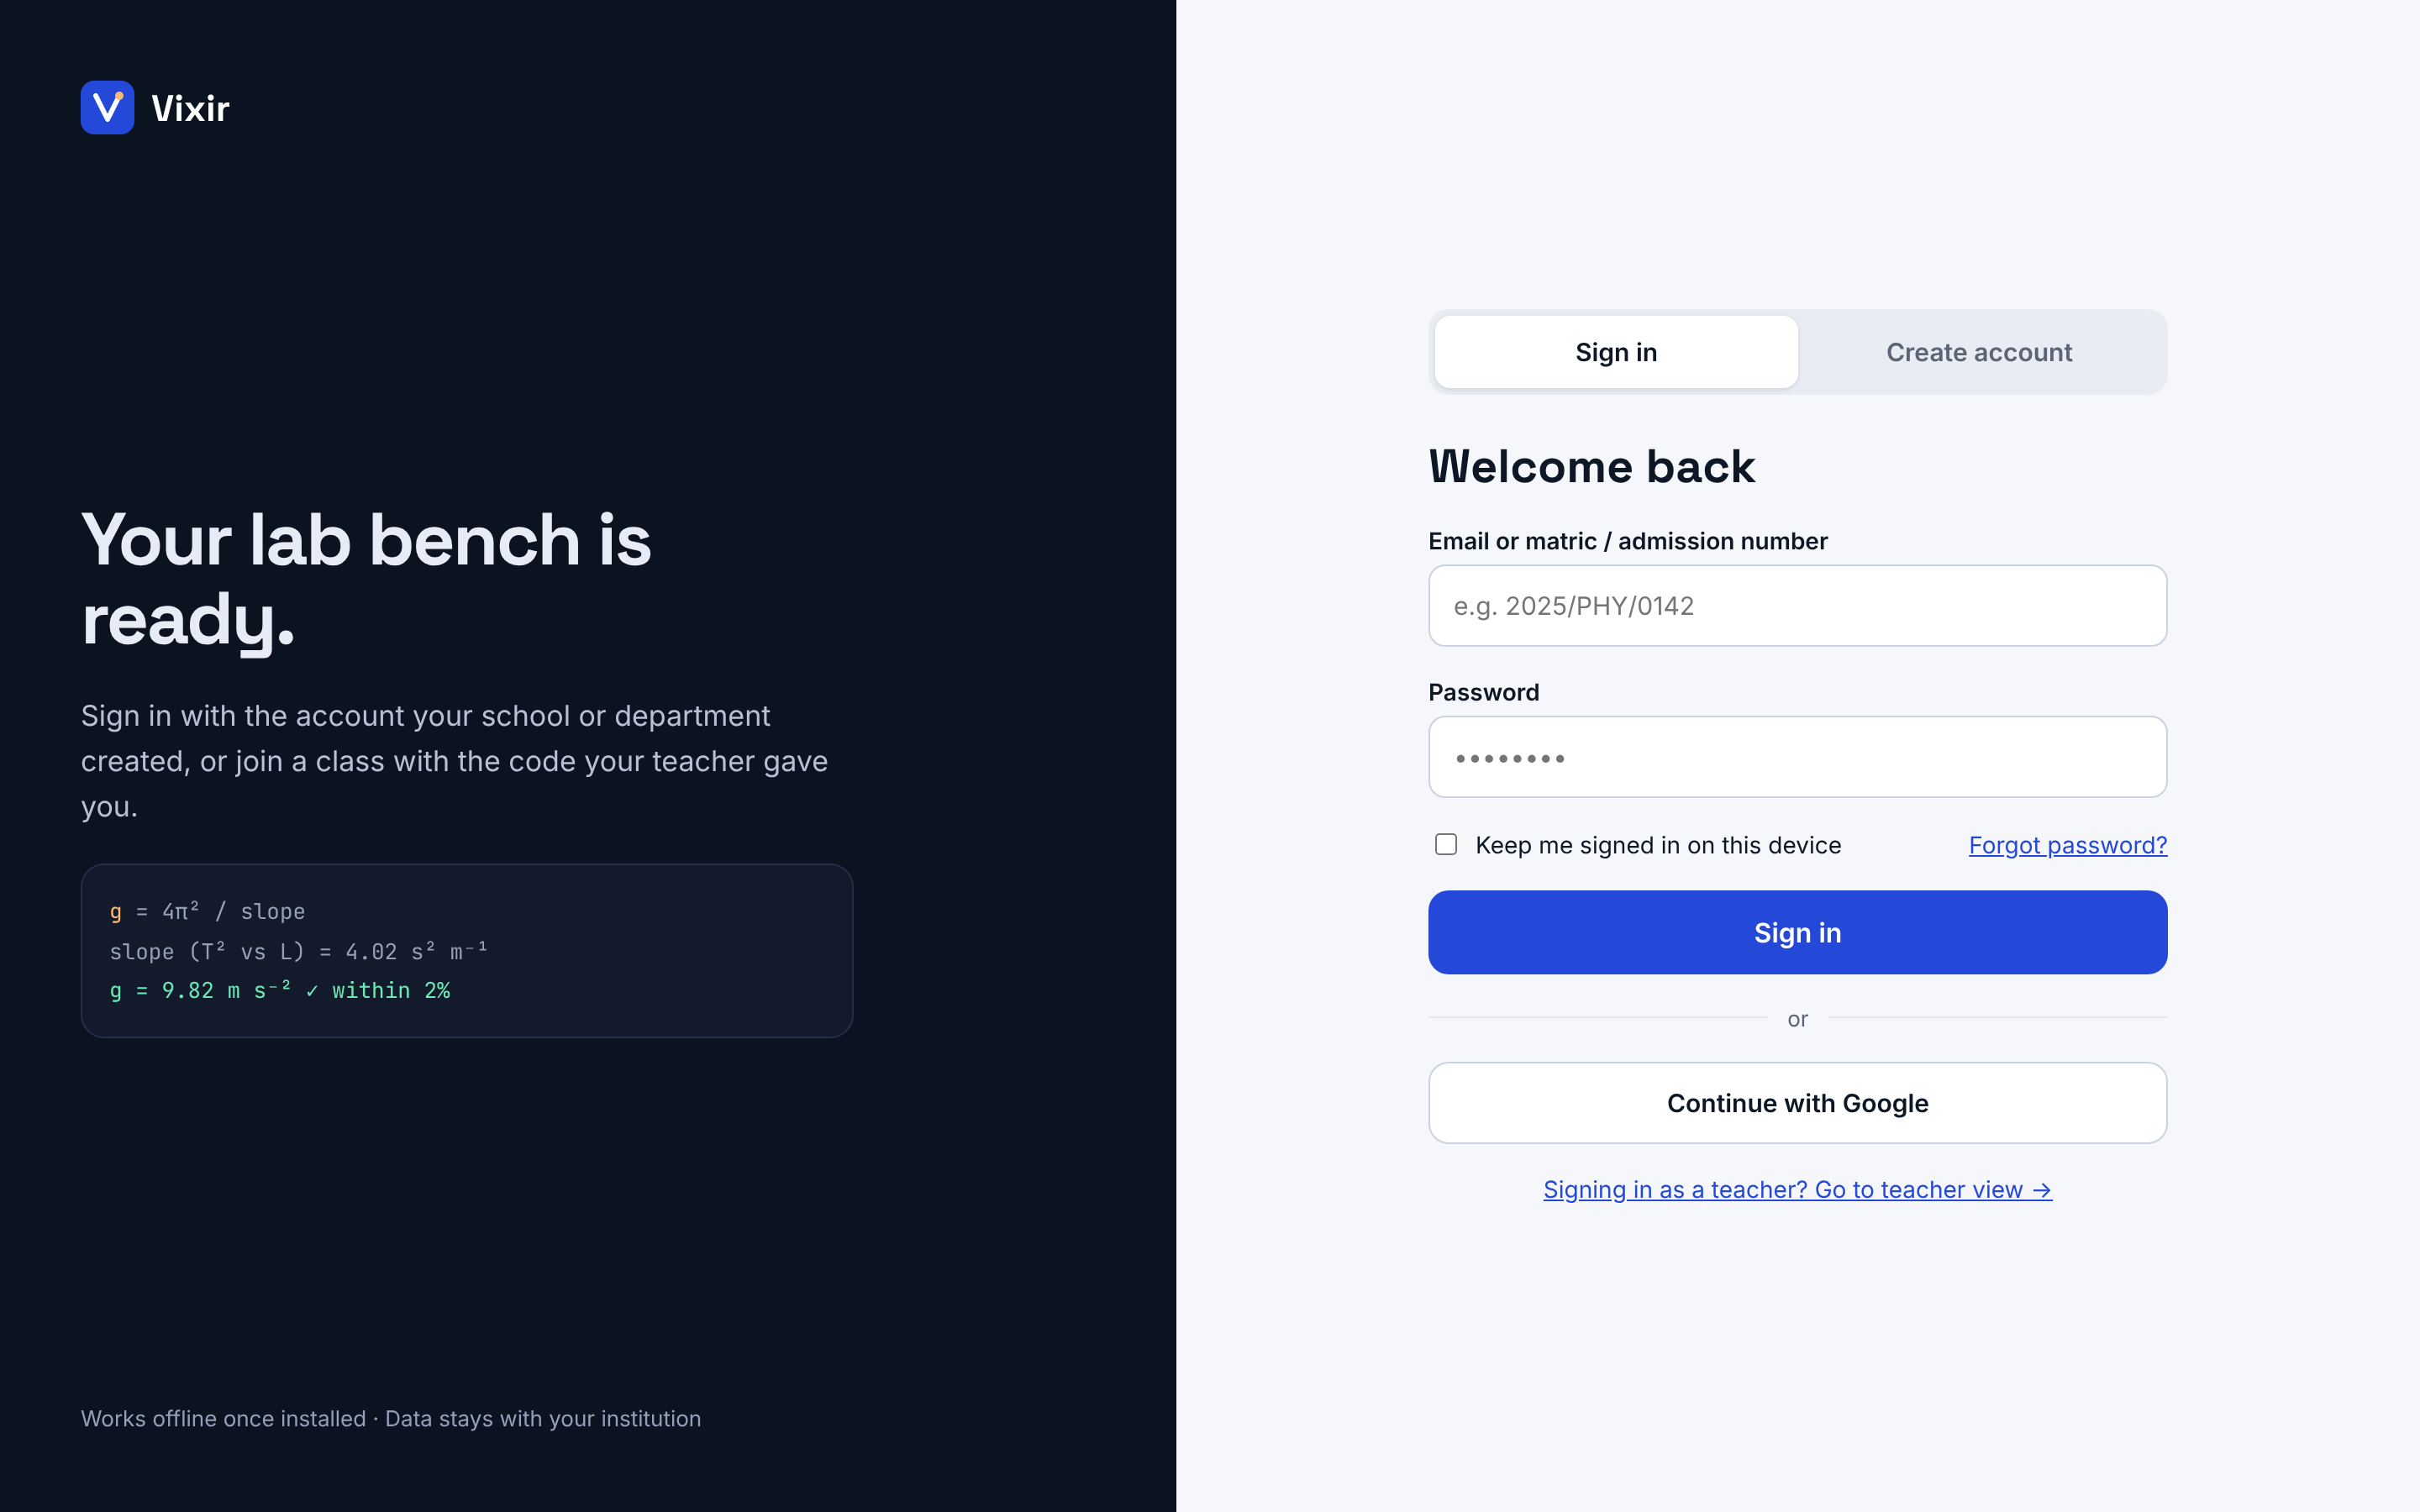 Vixir
Your lab bench is
ready.
Sign in with the account your school or department
created, or join a class with the code your teacher gave
you.
g = 4π² / slope
slope (T² vs L) = 4.02 s² m⁻¹
g = 9.82 m s⁻² ✓ within 2%
Works offline once installed · Data stays with your institution
Sign in
Create account
Welcome back
Email or matric / admission number
e.g. 2025/PHY/0142
Password
••••••••
Keep me signed in on this device
Forgot password?
Sign in
or
Continue with Google
Signing in as a teacher? Go to teacher view →